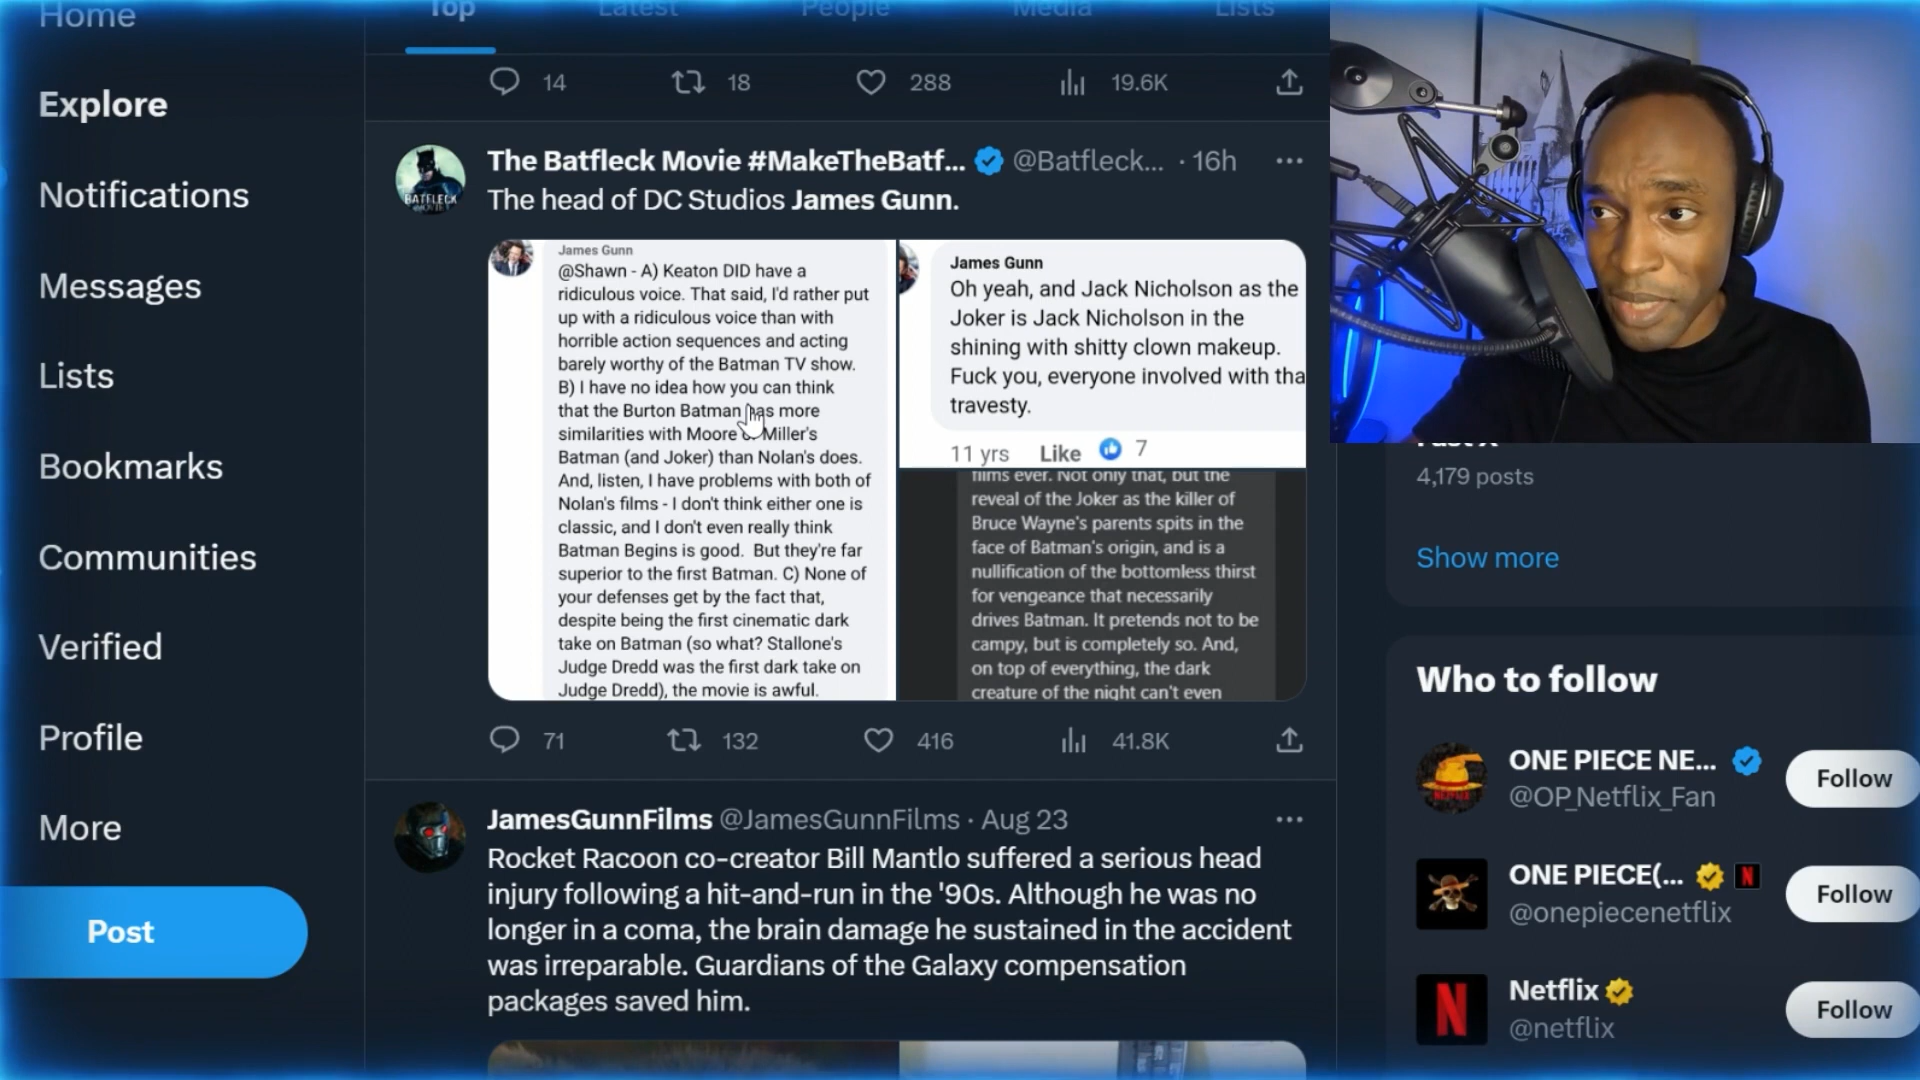 Home
Explore
Notifications
Messages
Lists
Bookmarks
Communities
Verified
Profile
More
Post
Top Latest People Media Lists
14 18 288 19.6K
The Batfleck Movie #MakeTheBatf... @Batfleck... · 16h
The head of DC Studios James Gunn.
BATFLECK
James Gunn
@Shawn - A) Keaton DID have a
ridiculous voice. That said, I'd rather put
up with a ridiculous voice than with
horrible action sequences and acting
barely worthy of the Batman TV show.
B) I have no idea how you can think
that the Burton Batman has more
similarities with Moore or Miller's
Batman (and Joker) than Nolan's does.
And, listen, I have problems with both of
Nolan's films - I don't think either one is
classic, and I don't even really think
Batman Begins is good. But they're far
superior to the first Batman. C) None of
your defenses get by the fact that,
despite being the first cinematic dark
take on Batman (so what? Stallone's
Judge Dredd was the first dark take on
Judge Dredd), the movie is awful.
James Gunn
Oh yeah, and Jack Nicholson as the
Joker is Jack Nicholson in the
shining with shitty clown makeup.
Fuck you, everyone involved with tha
travesty.
11 yrs Like 7
films ever. Not only that, but the
reveal of the Joker as the killer of
Bruce Wayne's parents spits in the
face of Batman's origin, and is a
nullification of the bottomless thirst
for vengeance that necessarily
drives Batman. It pretends not to be
campy, but is completely so. And,
on top of everything, the dark
creature of the night can't even
71 132 416 41.8K
JamesGunnFilms @JamesGunnFilms · Aug 23
Rocket Racoon co-creator Bill Mantlo suffered a serious head
injury following a hit-and-run in the '90s. Although he was no
longer in a coma, the brain damage he sustained in the accident
was irreparable. Guardians of the Galaxy compensation
packages saved him.
4,179 posts
Show more
Who to follow
ONE PIECE NE...
@OP_Netflix_Fan
Follow
ONE PIECE(... N
@onepiecenetflix
Follow
N
Netflix
@netflix
Follow